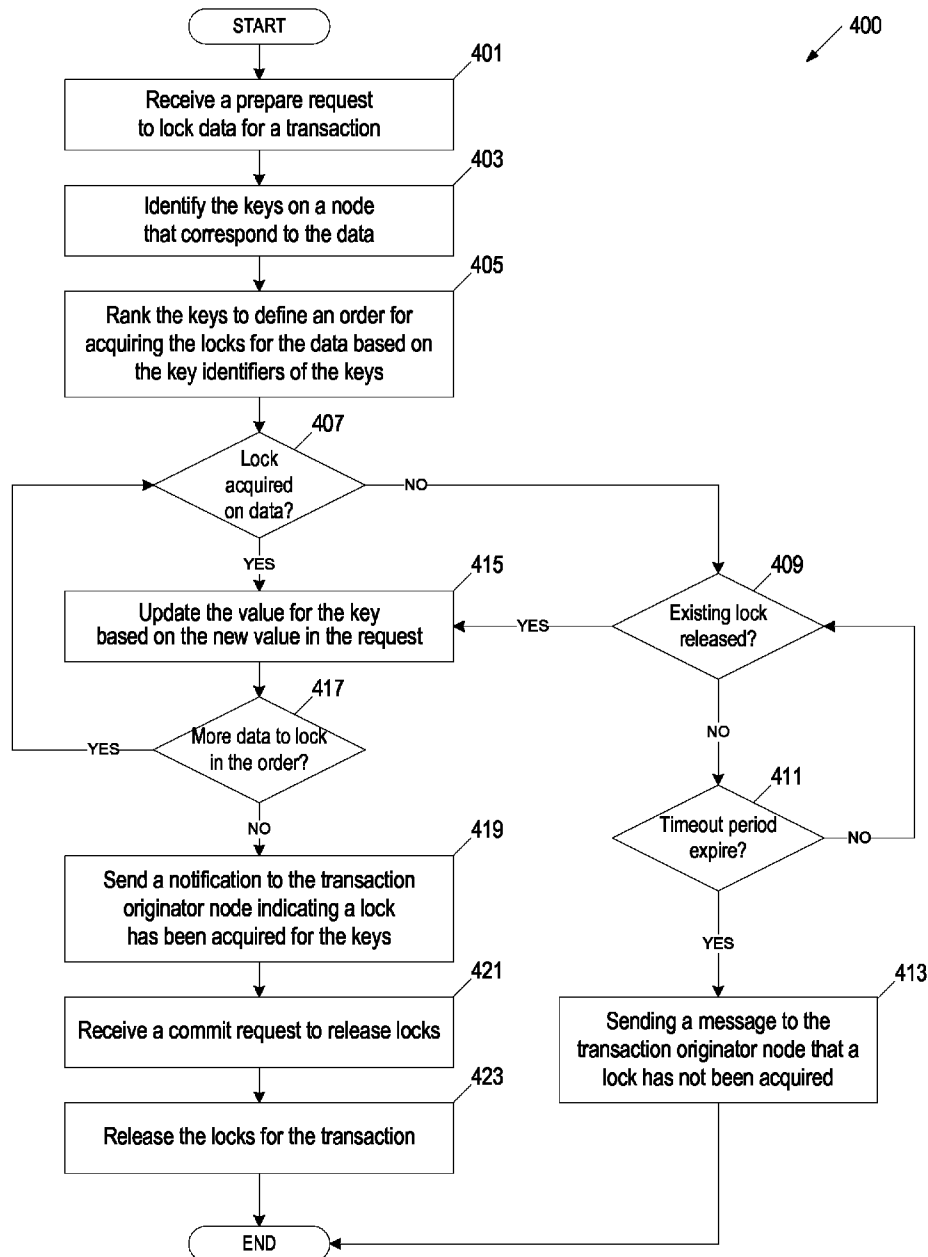 START
400
401
Receive a prepare request
to lock data for a transaction
403
Identify the keys on a node
that correspond to the data
405
Rank the keys to define an order for
acquiring the locks for the data based on
the key identifiers of the keys
407
Lock
acquired
on data?
NO
YES
415
Update the value for the key
based on the new value in the request
409
Existing lock
released?
YES
NO
417
More data to lock
in the order?
YES
NO
411
Timeout period
expire?
NO
YES
419
Send a notification to the transaction
originator node indicating a lock
has been acquired for the keys
421
Receive a commit request to release locks
413
Sending a message to the
transaction originator node that a
lock has not been acquired
423
Release the locks for the transaction
END